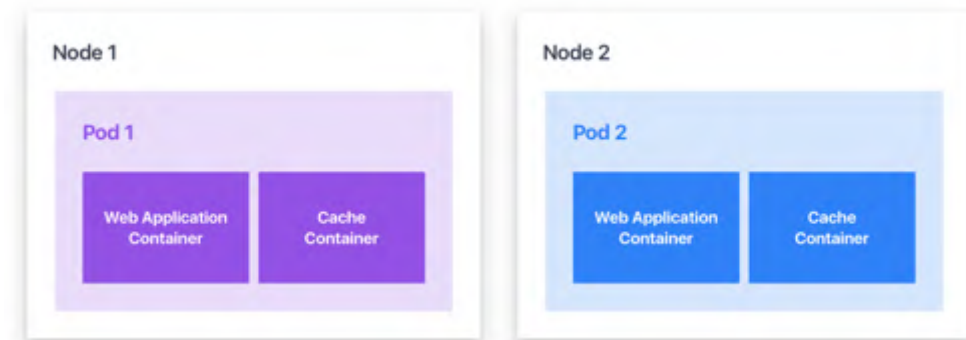 Node 1
Pod 1
Web Application
Container
Cache
Container
Node 2
Pod 2
Web Application
Container
Cache
Container